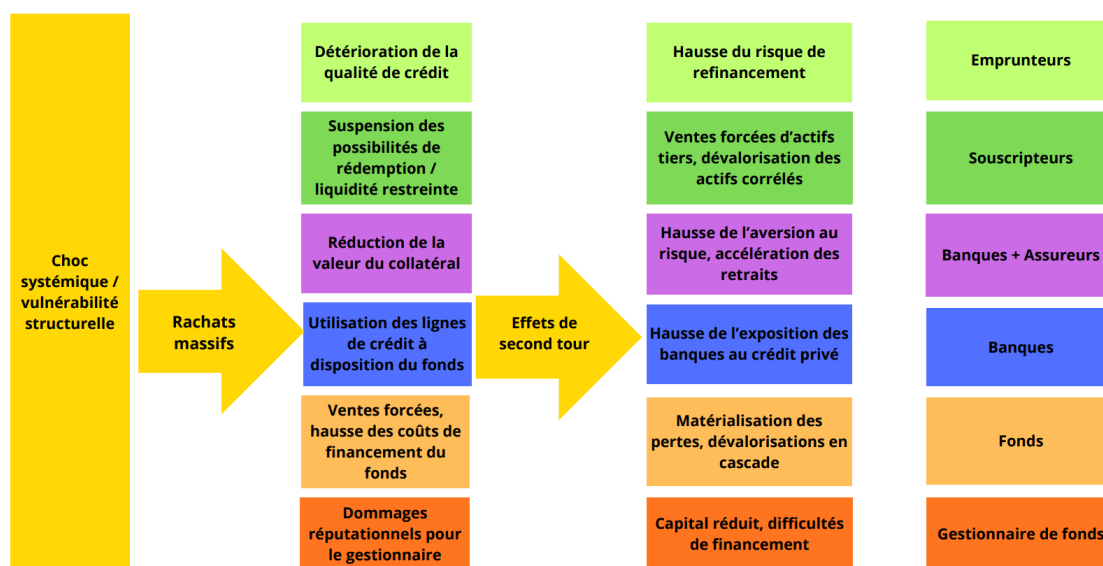 Choc
systémique /
vulnérabilité
structurelle
Rachats
massifs
Détérioration de la
qualité de crédit
Suspension des
possibilités de
rédemption /
liquidité restreinte
Réduction de la
valeur du collatéral
Utilisation des lignes
de crédit à
disposition du fonds
Ventes forcées,
hausse des coûts de
financement du
fonds
Dommages
réputationnels pour
le gestionnaire
Effets de
second tour
Hausse du risque de
refinancement
Ventes forcées d’actifs
tiers, dévalorisation des
actifs corrélés
Hausse de l’aversion au
risque, accélération des
retraits
Hausse de l’exposition des
banques au crédit privé
Matérialisation des
pertes, dévalorisations en
cascade
Capital réduit, difficultés
de financement
Emprunteurs
Souscripteurs
Banques + Assureurs
Banques
Fonds
Gestionnaire de fonds